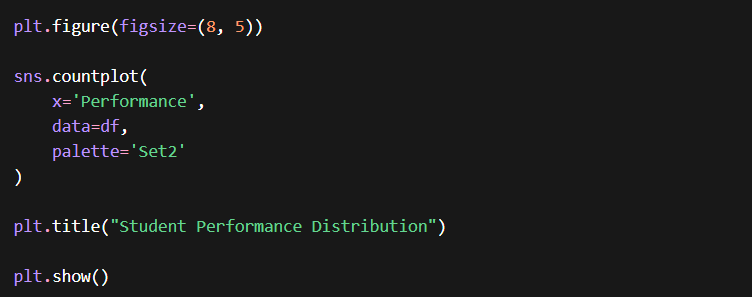 plt.figure(figsize=(8, 5))
sns.countplot(
    x='Performance',
    data=df,
    palette='Set2'
)
plt.title("Student Performance Distribution")
plt.show()